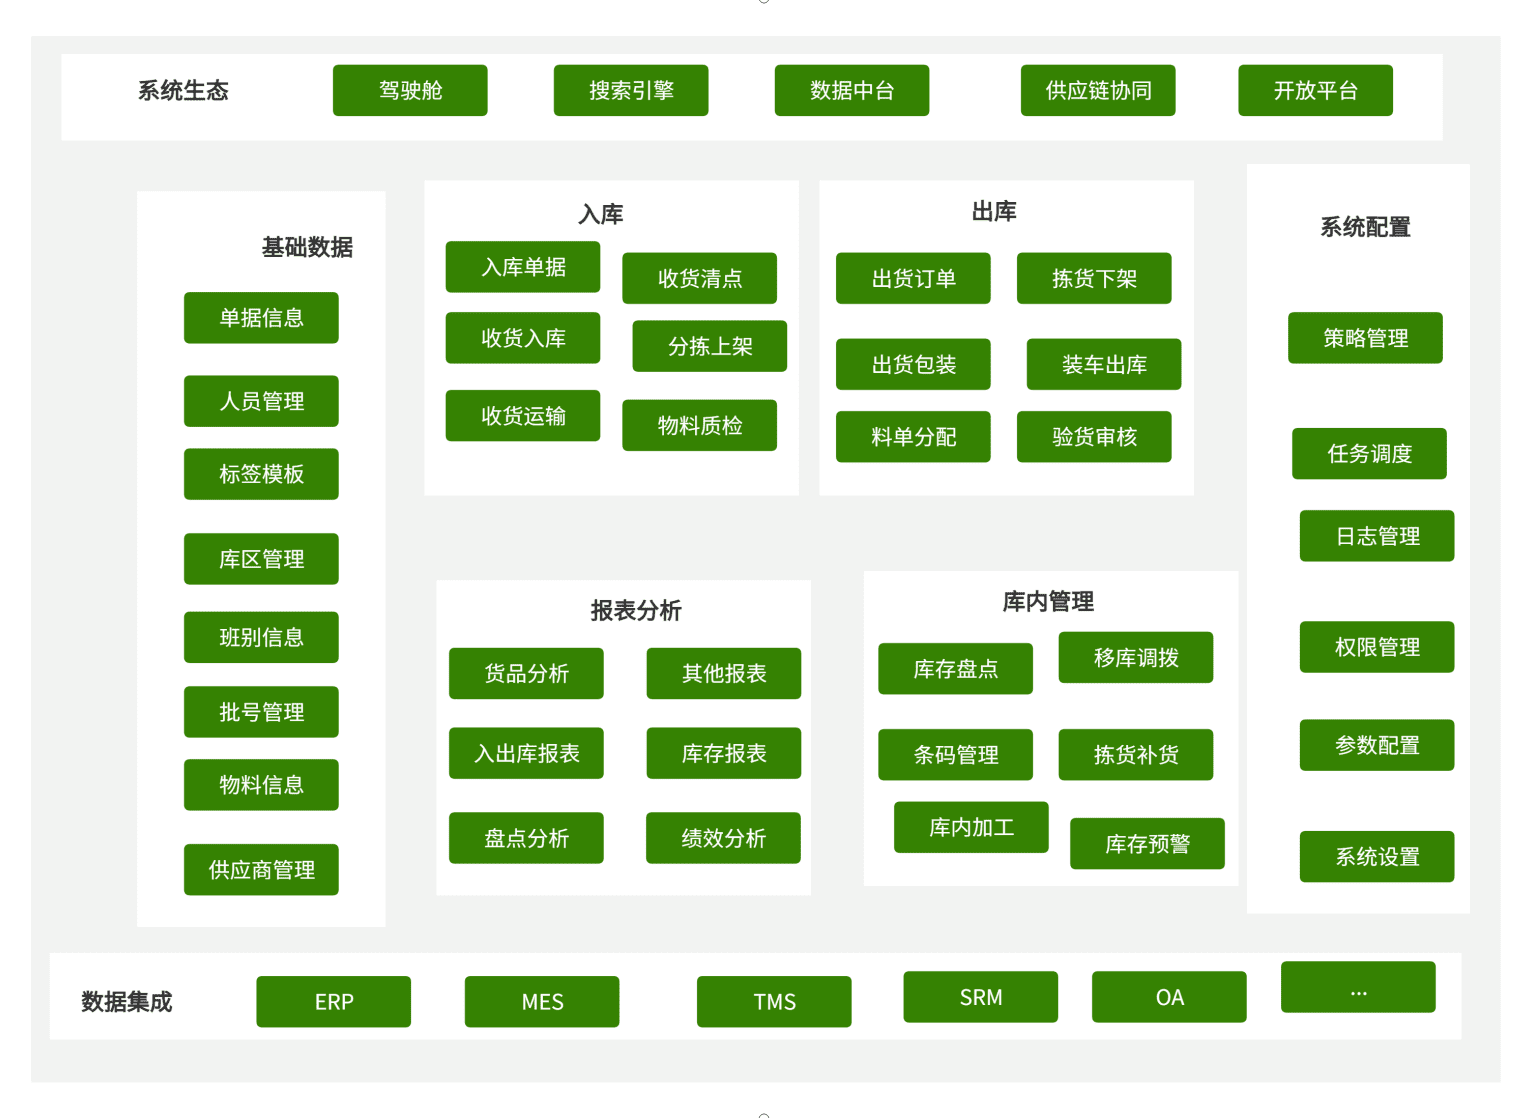 系统生态
驾驶舱
搜索引擎
数据中台
供应链协同
开放平台
基础数据
单据信息
人员管理
标签模板
库区管理
班别信息
批号管理
物料信息
供应商管理
入库
入库单据
收货清点
收货入库
分拣上架
收货运输
物料质检
出库
出货订单
拣货下架
出货包装
装车出库
料单分配
验货审核
报表分析
货品分析
其他报表
入出库报表
库存报表
盘点分析
绩效分析
库内管理
库存盘点
移库调拨
条码管理
拣货补货
库内加工
库存预警
系统配置
策略管理
任务调度
日志管理
权限管理
参数配置
系统设置
数据集成
ERP
MES
TMS
SRM
OA
...